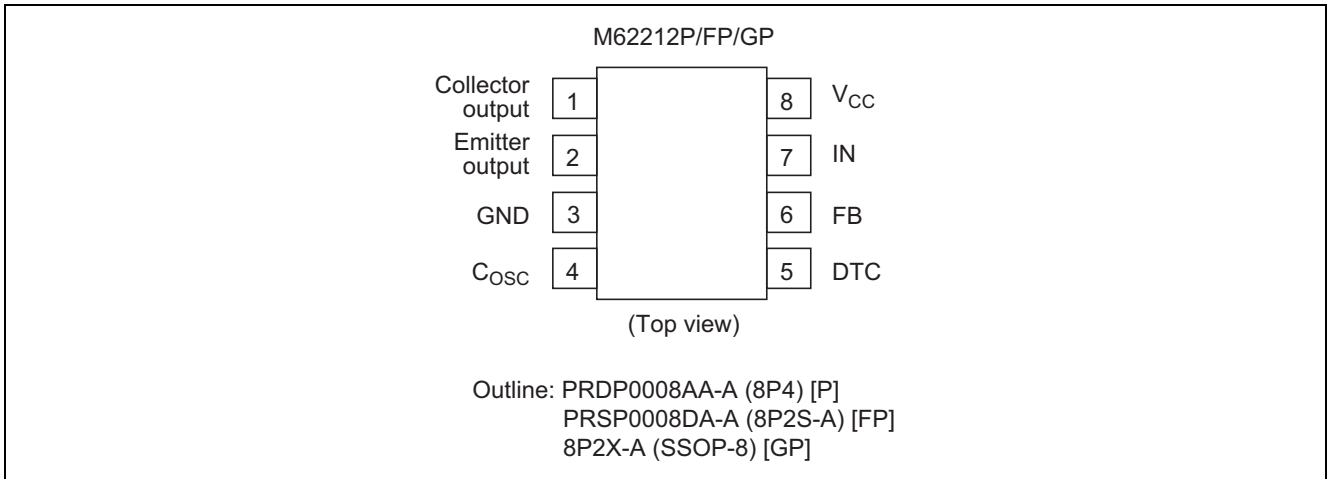 M62212P/FP/GP
Collector
output
1
8
VCC
Emitter
output
2
7
IN
GND
3
6
FB
COSC
4
5
DTC
(Top view)
Outline: PRDP0008AA-A (8P4) [P]
PRSP0008DA-A (8P2S-A) [FP]
8P2X-A (SSOP-8) [GP]